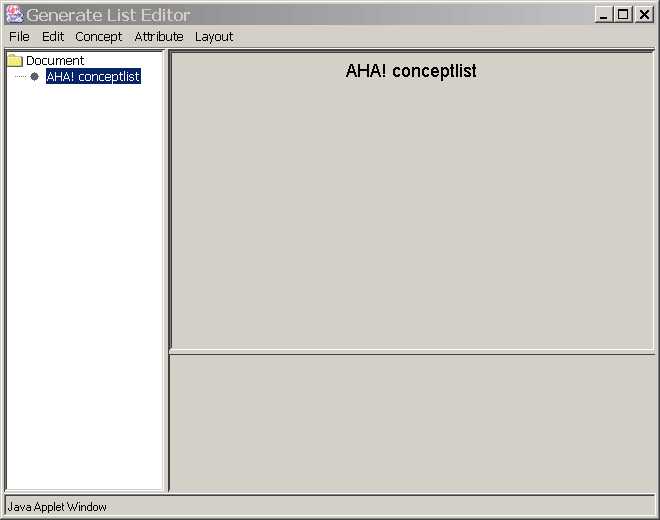 Generate List Editor
File Edit Concept Attribute Layout
Document
AHA! conceptlist
AHA! conceptlist
Java Applet Window